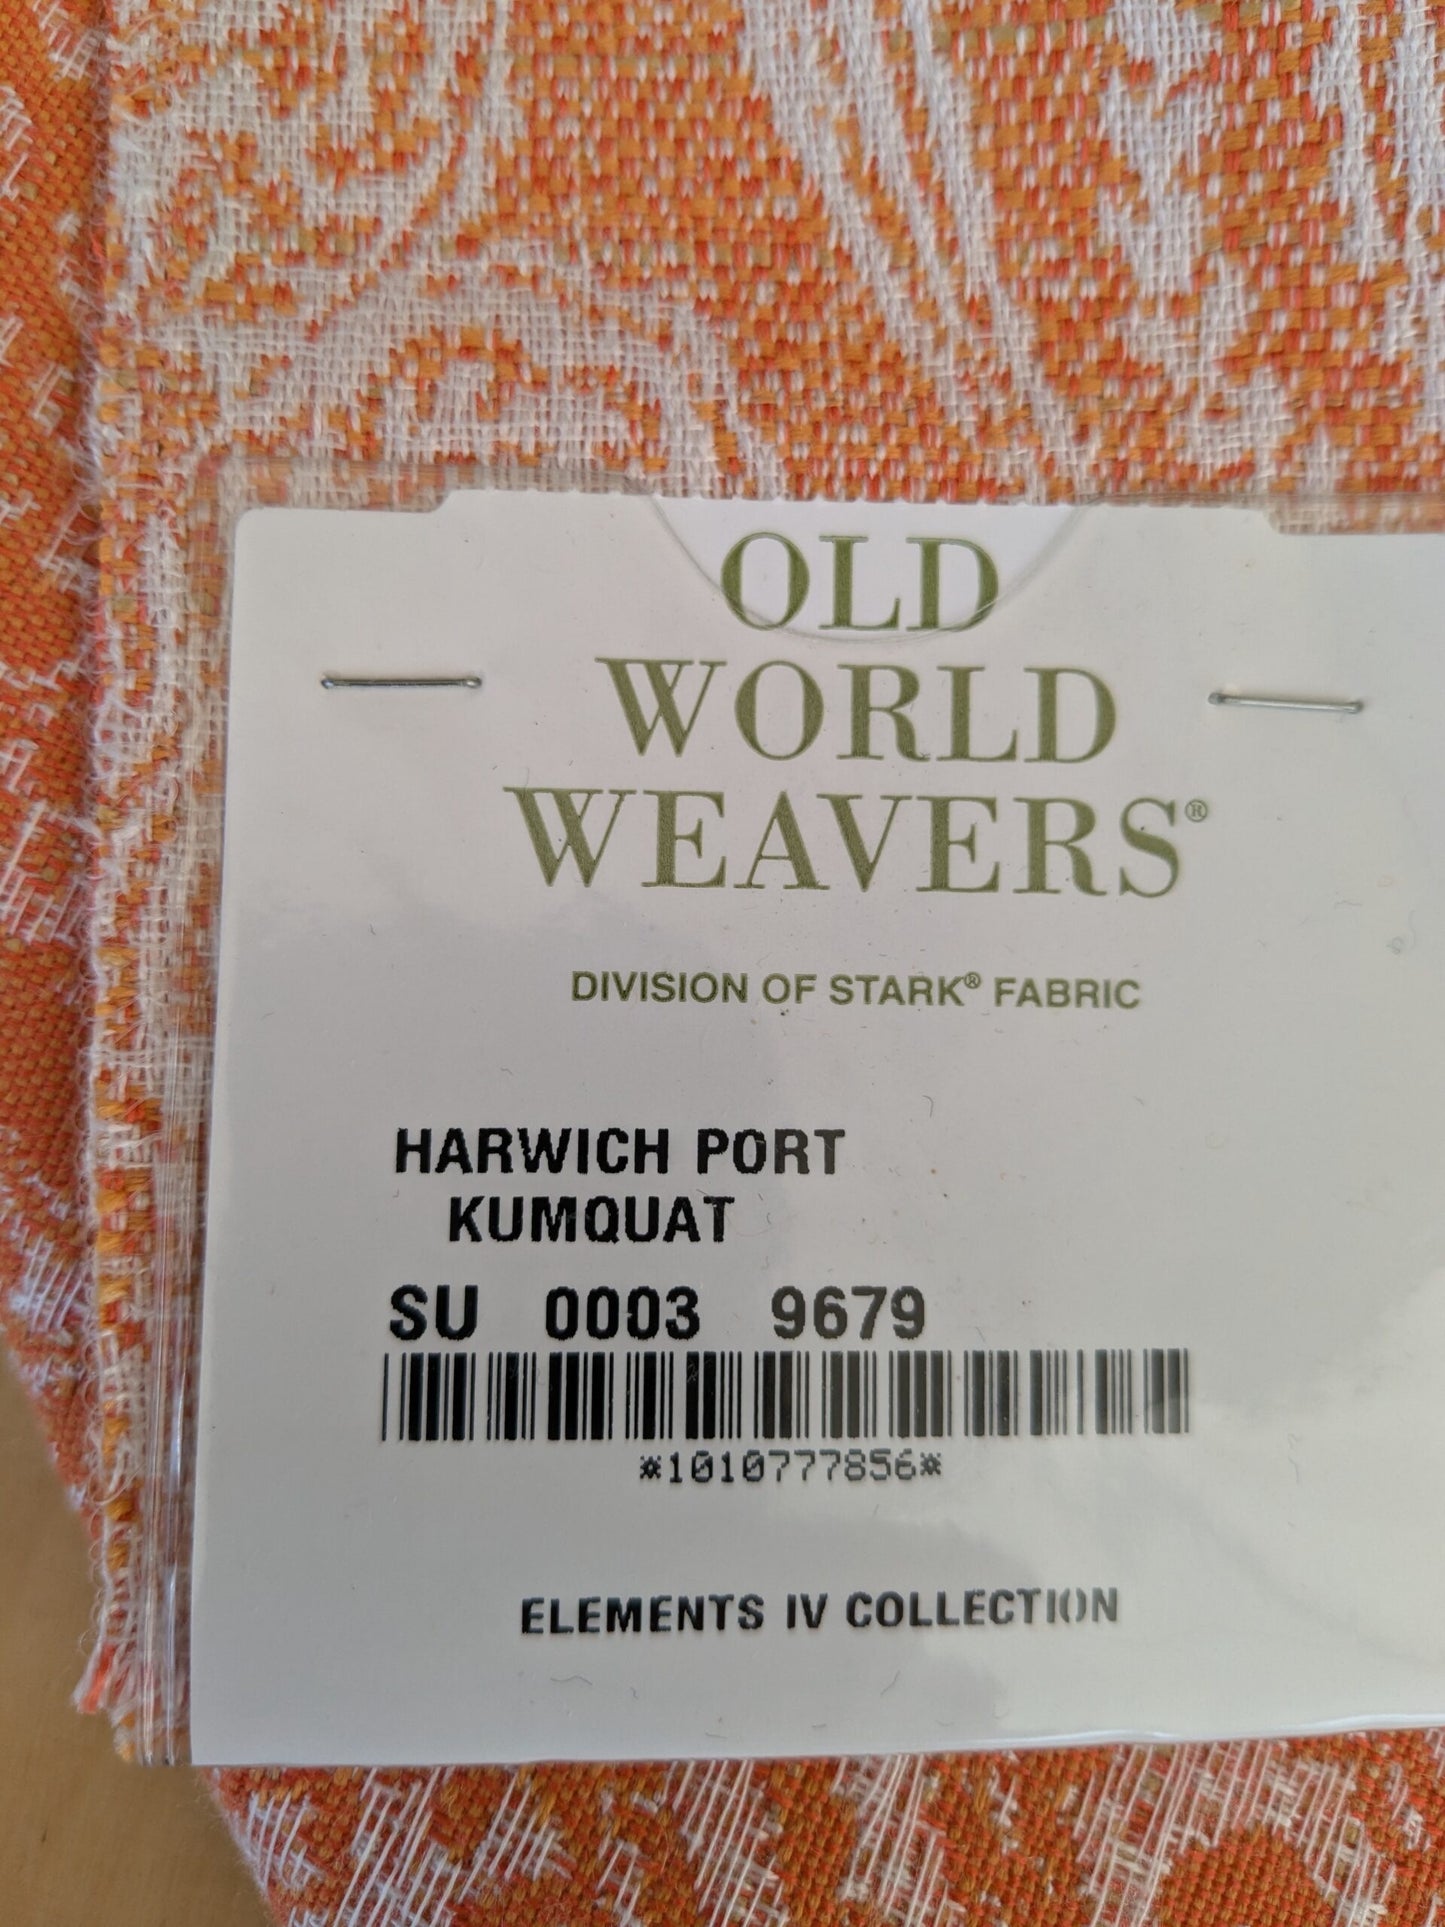 OLD
WORLD
WEAVERS®
DIVISION OF STARK® FABRIC
HARWICH PORT
KUMQUAT
SU 0003 9679
*1010777856*
ELEMENTS IV COLLECTION